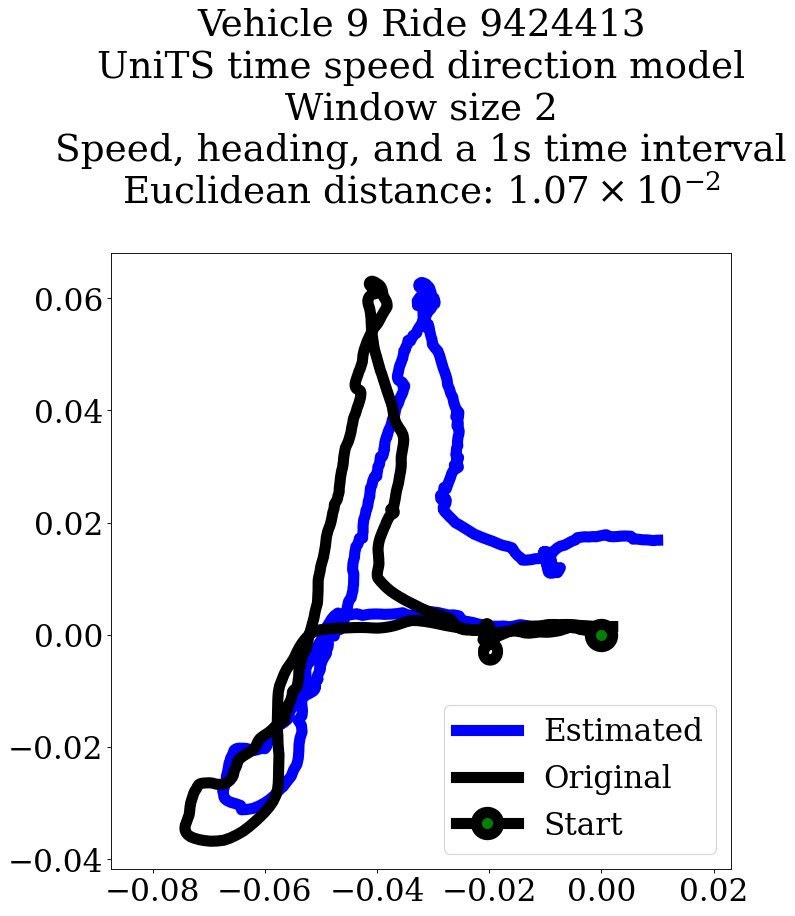 Vehicle 9 Ride 9424413
UniTS time speed direction model
Window size 2
Speed, heading, and a 1s time interval
Euclidean distance: 1.07 × 10⁻²
0.06
0.04
0.02
0.00
−0.02
−0.04
Estimated
Original
Start
−0.08 −0.06 −0.04 −0.02 0.00 0.02